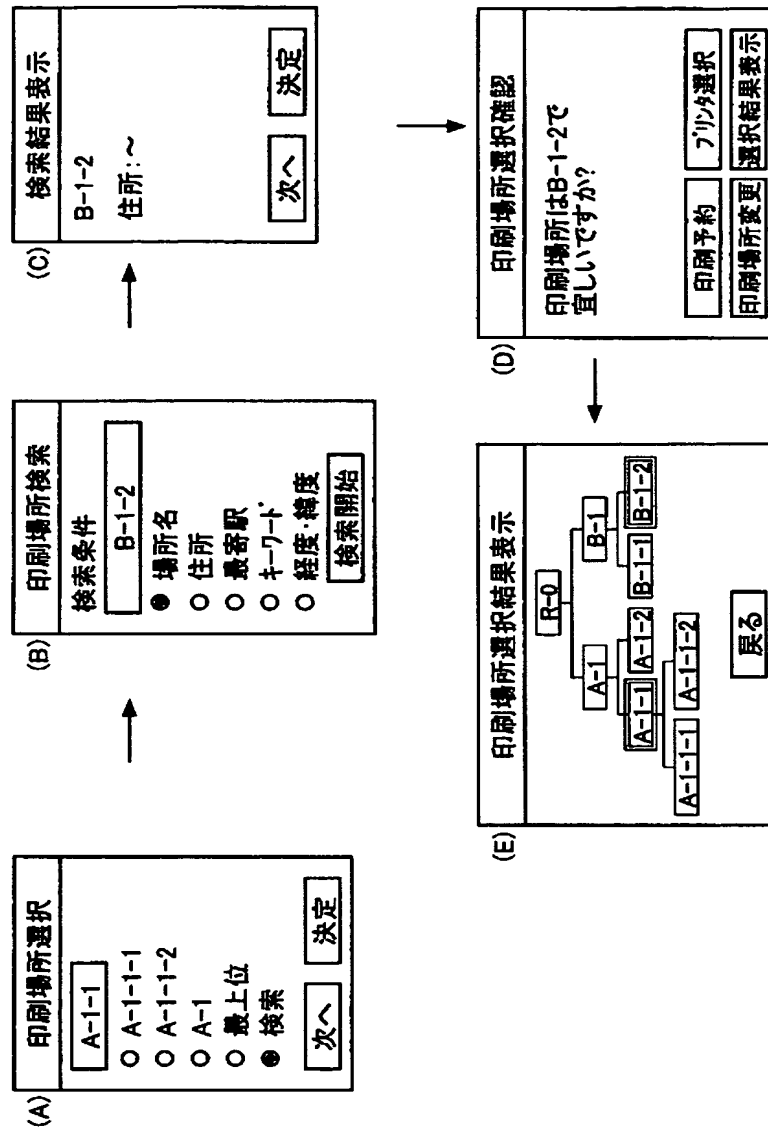 (A)
印刷場所選択
A-1-1
○ A-1-1-1
○ A-1-1-2
○ A-1
○ 最上位
◉ 検索
次へ 決定
(B)
印刷場所検索
検索条件
B-1-2
◉ 場所名
○ 住所
○ 最寄駅
○ キーワード
○ 経度・緯度
検索開始
(C)
検索結果表示
B-1-2
住所:~
次へ 決定
(D)
印刷場所選択確認
印刷場所はB-1-2で
宜しいですか?
印刷予約 プリンタ選択
印刷場所変更 選択結果表示
(E)
印刷場所選択結果表示
R-0
A-1 B-1
A-1-1 A-1-2 B-1-1 B-1-2
A-1-1-1 A-1-1-2
戻る